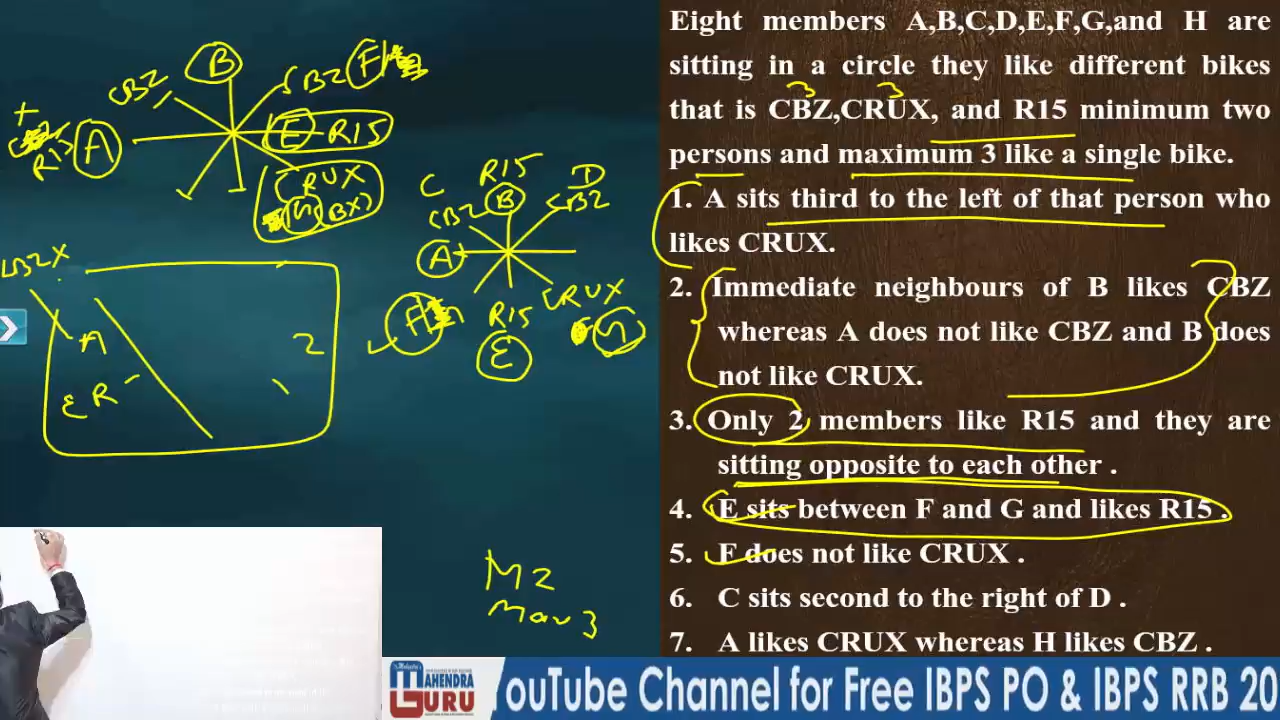 Eight members A,B,C,D,E,F,G,and H are
sitting in a circle they like different bikes
that is CBZ,CRUX, and R15 minimum two
persons and maximum 3 like a single bike.
1. A sits third to the left of that person who
likes CRUX.
2. Immediate neighbours of B likes CBZ
whereas A does not like CBZ and B does
not like CRUX.
3. Only 2 members like R15 and they are
sitting opposite to each other .
4. E sits between F and G and likes R15 .
5. F does not like CRUX .
6. C sits second to the right of D .
7. A likes CRUX whereas H likes CBZ .
3 3
B
CBZ
R15
A
E R15
CRUX
C
R15
D
CBZ
B
CBZ
A
CRUX
R15
E
A
E R
2
M2
3
MAHENDRA
GURU
YouTube Channel for Free IBPS PO & IBPS RRB 20